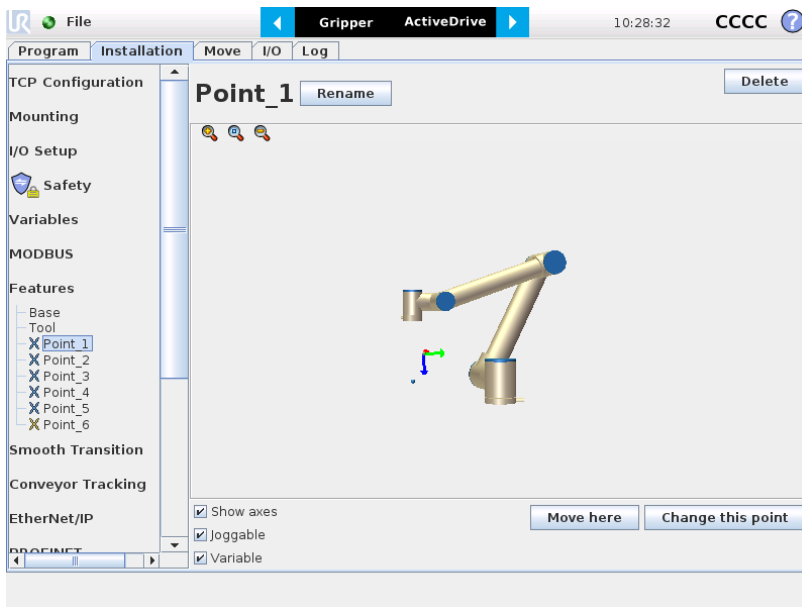 UR File Gripper ActiveDrive 10:28:32 CCCC ?
Program Installation Move I/O Log
TCP Configuration
Mounting
I/O Setup
Safety
Variables
MODBUS
Features
Base
Tool
Point_1
Point_2
Point_3
Point_4
Point_5
Point_6
Smooth Transition
Conveyor Tracking
EtherNet/IP
PROFINET
Point_1 Rename Delete
Show axes
Joggable
Variable
Move here Change this point